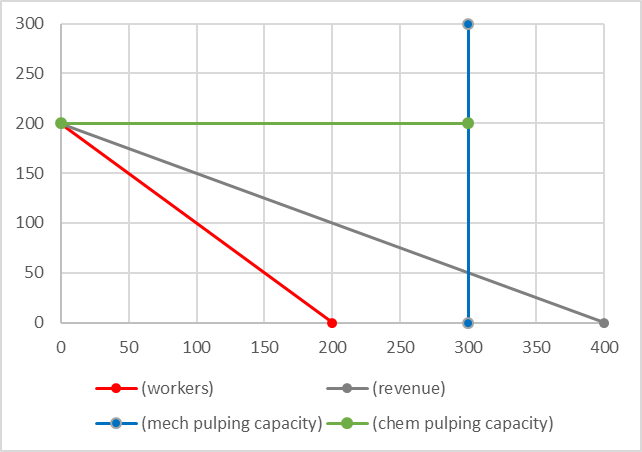 300
250
200
150
100
50
0
0 50 100 150 200 250 300 350 400
(workers) (revenue)
(mech pulping capacity) (chem pulping capacity)